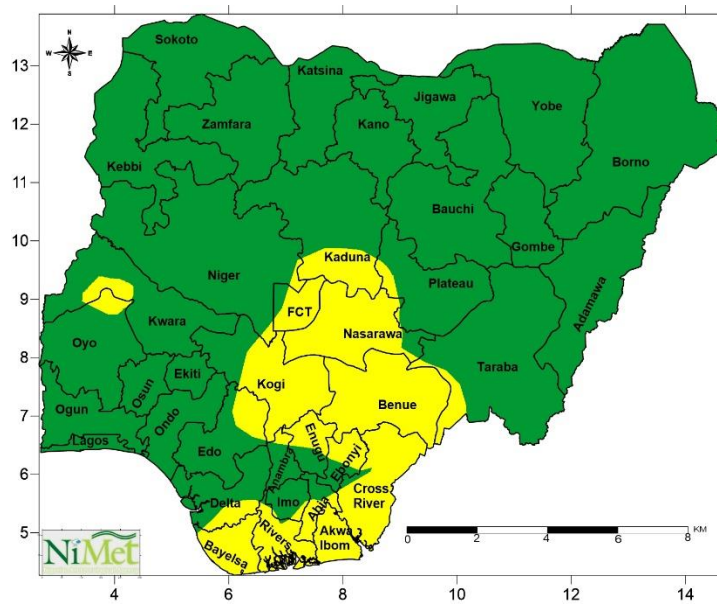 N
W E
S
Sokoto
Katsina
Jigawa
Yobe
Zamfara
Kano
Borno
Kebbi
Bauchi
Gombe
Adamawa
Niger
Kaduna
Plateau
FCT
Nasarawa
Taraba
Kwara
Oyo
Kogi
Benue
Ekiti
Osun
Ondo
Ogun
Lagos
Edo
Anambra
Enugu
Ebonyi
Cross
River
Delta
Imo
Abia
Akwa
Ibom
Rivers
Bayelsa
NiMet
KM
0 2 4 6 8
13
12
11
10
9
8
7
6
5
4 6 8 10 12 14